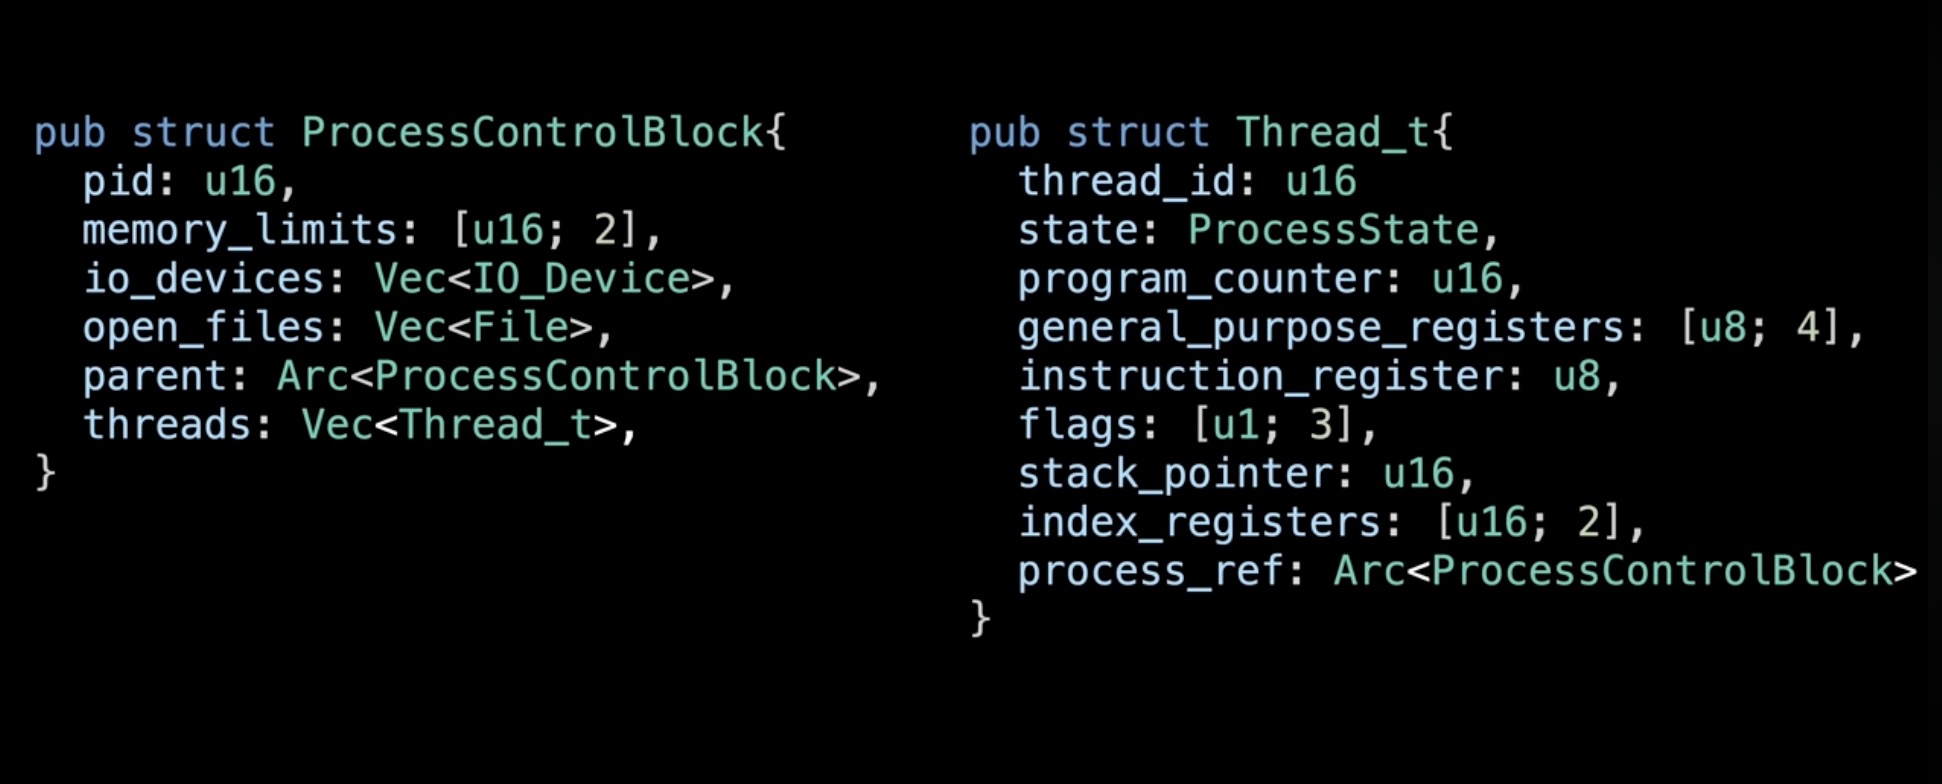 pub struct ProcessControlBlock{
  pid: u16,
  memory_limits: [u16; 2],
  io_devices: Vec<IO_Device>,
  open_files: Vec<File>,
  parent: Arc<ProcessControlBlock>,
  threads: Vec<Thread_t>,
}
pub struct Thread_t{
  thread_id: u16
  state: ProcessState,
  program_counter: u16,
  general_purpose_registers: [u8; 4],
  instruction_register: u8,
  flags: [u1; 3],
  stack_pointer: u16,
  index_registers: [u16; 2],
  process_ref: Arc<ProcessControlBlock>
}